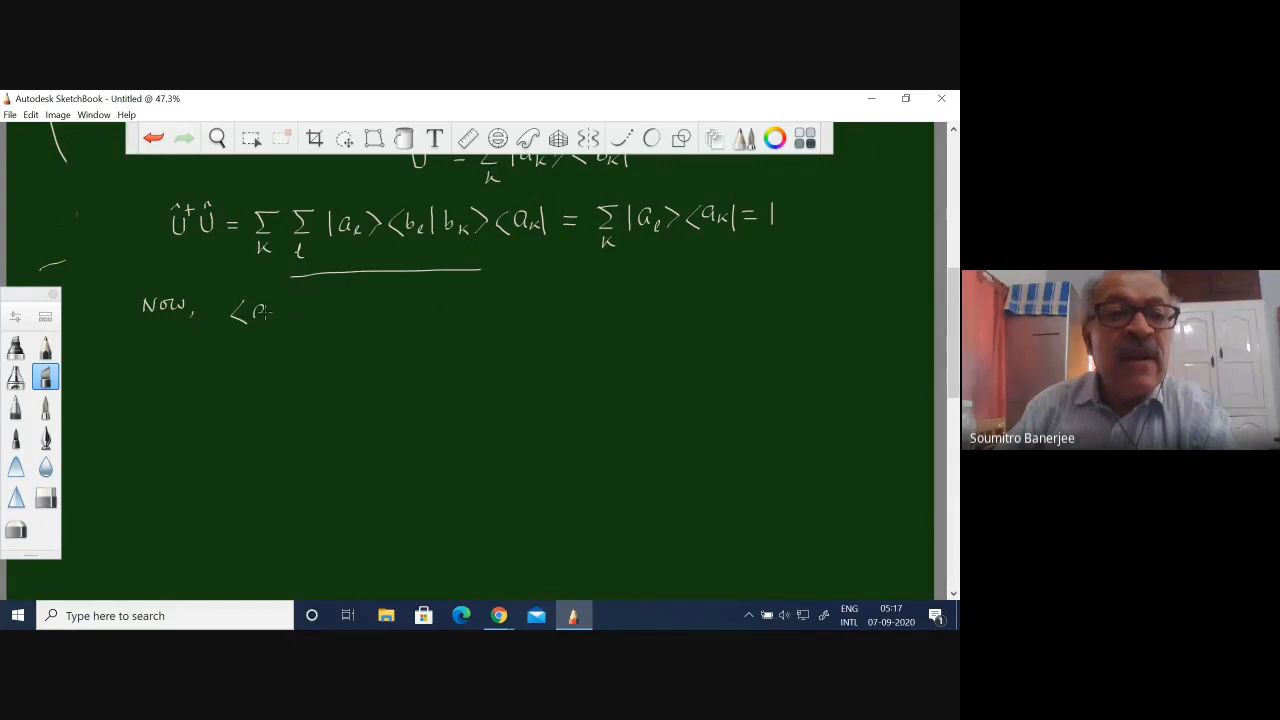 Autodesk SketchBook - Untitled @ 47.3%
File Edit Image Window Help
= Σ_k |a_k⟩⟨b_k|
Û†Û = Σ_k Σ_l |a_l⟩⟨b_l|b_k⟩⟨a_k| = Σ_k |a_l⟩⟨a_k| = 1
Now, ⟨a
Soumitro Banerjee
Type here to search
ENG
INTL
05:17
07-09-2020
1